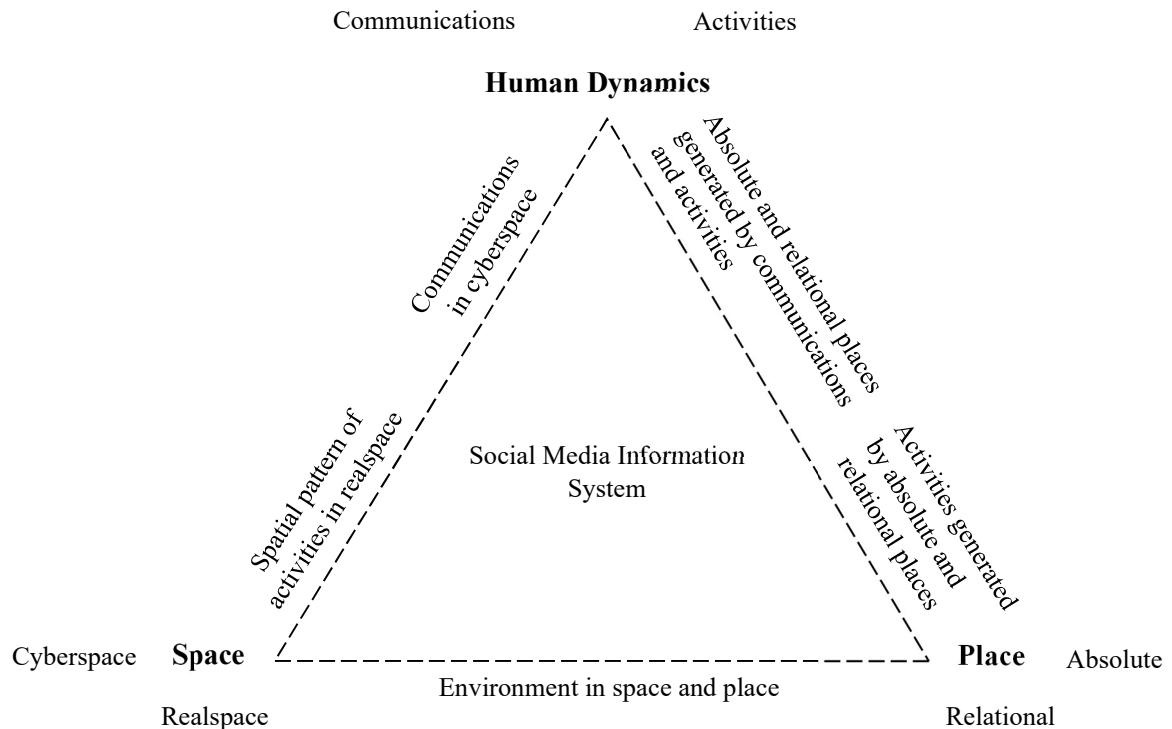 Communications Activities
Human Dynamics
Communications
in cyberspace
Absolute and relational places
generated by communications
and activities
Spatial pattern of
activities in realspace
Social Media Information
System
Activities generated
by absolute and
relational places
Cyberspace Space
Place Absolute
Environment in space and place
Realspace
Relational